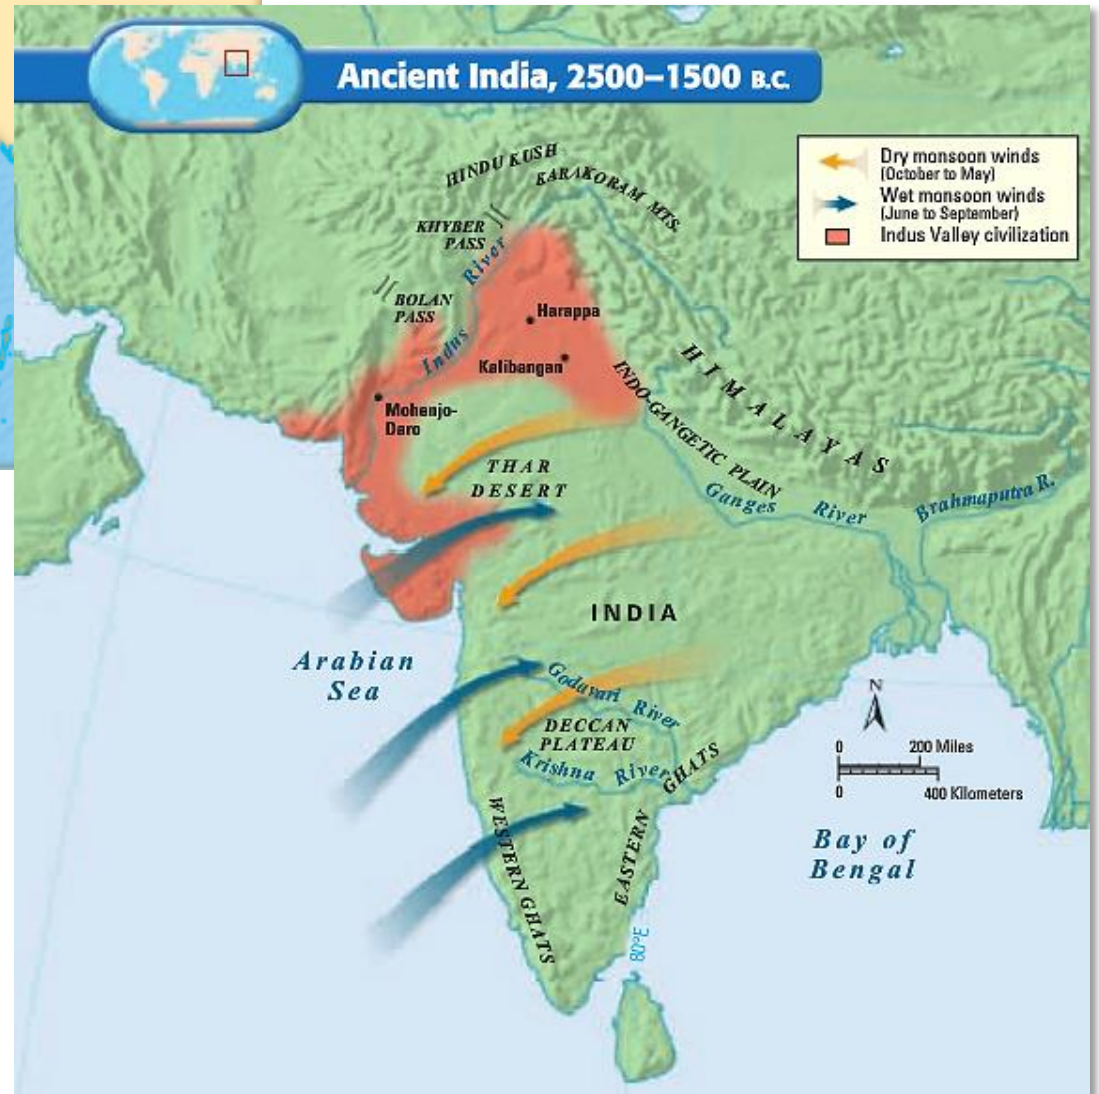 Ancient India, 2500–1500 B.C.
Dry monsoon winds
(October to May)
Wet monsoon winds
(June to September)
Indus Valley civilization
HINDU KUSH
KARAKORAM MTS.
KHYBER
PASS
Indus River
BOLAN
PASS
Harappa
Kalibangan
Mohenjo-
Daro
HIMALAYAS
INDO-GANGETIC PLAIN
THAR
DESERT
Ganges River
Brahmaputra R.
INDIA
Arabian
Sea
Godavari River
DECCAN
PLATEAU
Krishna River
WESTERN GHATS
EASTERN GHATS
N
0 200 Miles
0 400 Kilometers
Bay of
Bengal
80°E